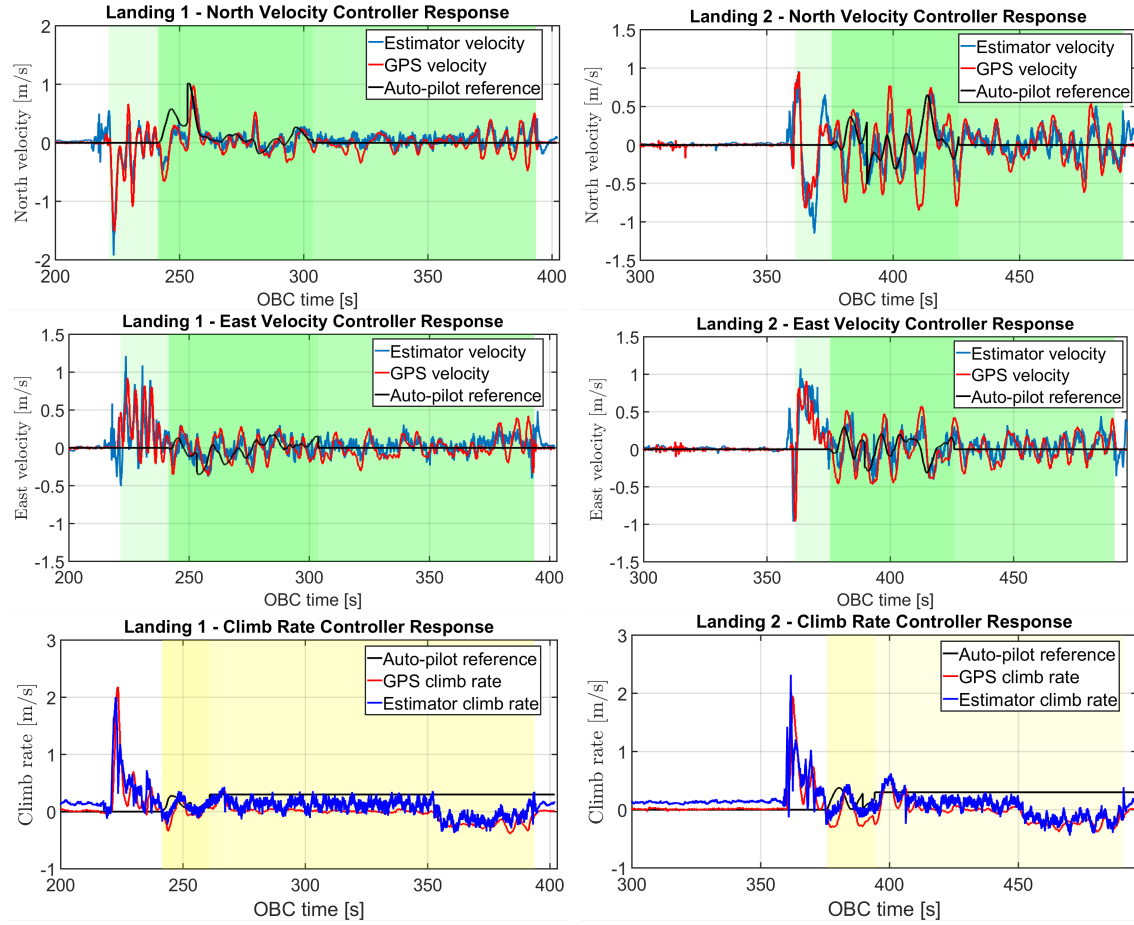 Landing 1 - North Velocity Controller Response
North velocity [m/s]
2
1
0
-1
-2
Estimator velocity
GPS velocity
Auto-pilot reference
200 250 300 350 400
OBC time [s]
Landing 2 - North Velocity Controller Response
North velocity [m/s]
1.5
1
0.5
0
-0.5
-1
-1.5
Estimator velocity
GPS velocity
Auto-pilot reference
300 350 400 450
OBC time [s]
Landing 1 - East Velocity Controller Response
East velocity [m/s]
1.5
1
0.5
0
-0.5
-1
-1.5
Estimator velocity
GPS velocity
Auto-pilot reference
200 250 300 350 400
OBC time [s]
Landing 2 - East Velocity Controller Response
East velocity [m/s]
1.5
1
0.5
0
-0.5
-1
-1.5
Estimator velocity
GPS velocity
Auto-pilot reference
300 350 400 450
OBC time [s]
Landing 1 - Climb Rate Controller Response
Climb rate [m/s]
3
2
1
0
-1
Auto-pilot reference
GPS climb rate
Estimator climb rate
200 250 300 350 400
OBC time [s]
Landing 2 - Climb Rate Controller Response
Climb rate [m/s]
3
2
1
0
-1
Auto-pilot reference
GPS climb rate
Estimator climb rate
300 350 400 450
OBC time [s]